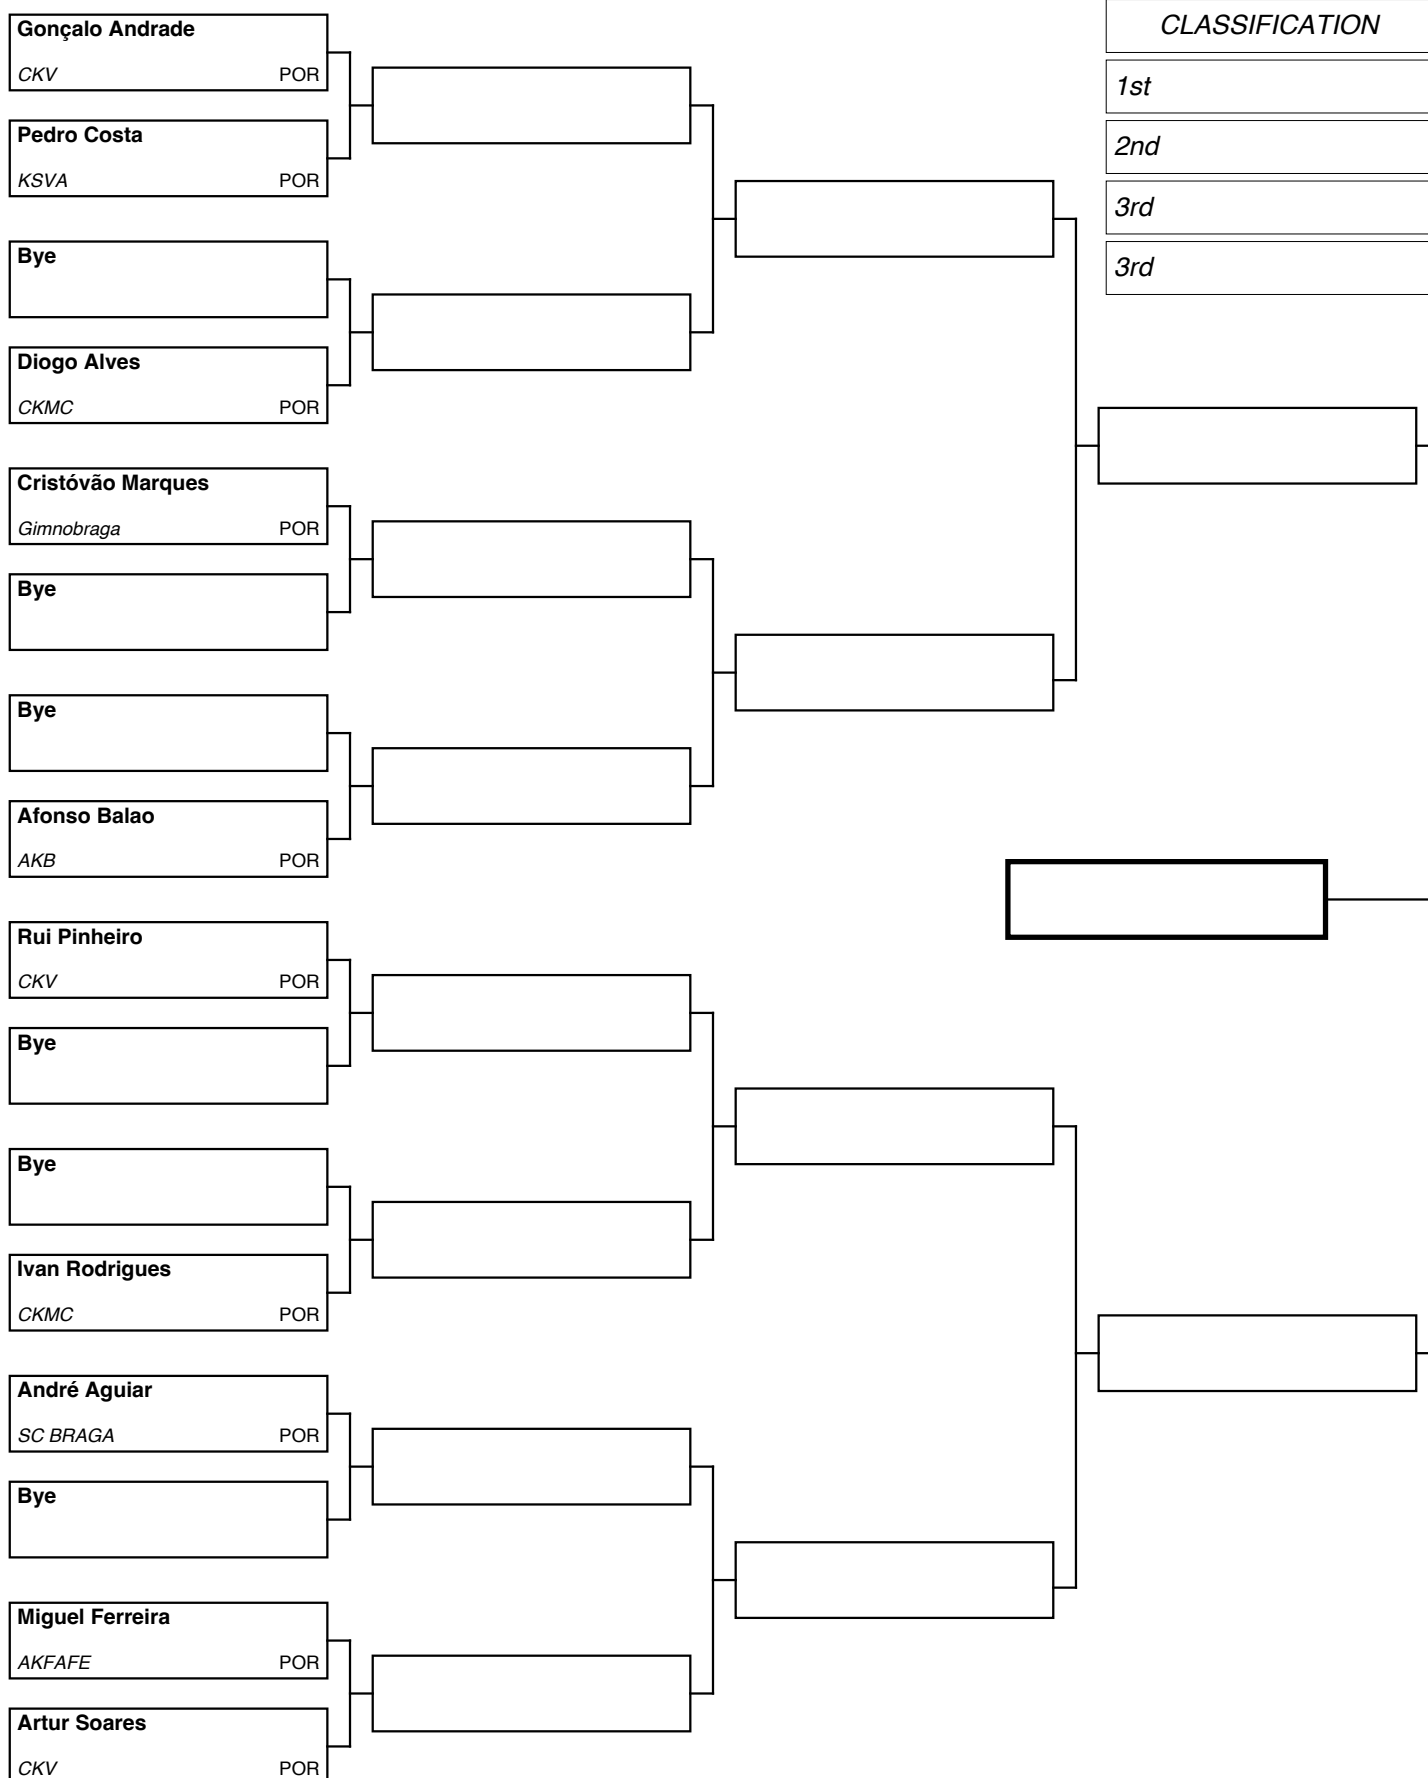 Gonçalo Andrade
CKV POR
Pedro Costa
KSVA POR
Bye
Diogo Alves
CKMC POR
Cristóvão Marques
Gimnobraga POR
Bye
Bye
Afonso Balao
AKB POR
Rui Pinheiro
CKV POR
Bye
Bye
Ivan Rodrigues
CKMC POR
André Aguiar
SC BRAGA POR
Bye
Miguel Ferreira
AKFAFE POR
Artur Soares
CKV POR
CLASSIFICATION
1st
2nd
3rd
3rd